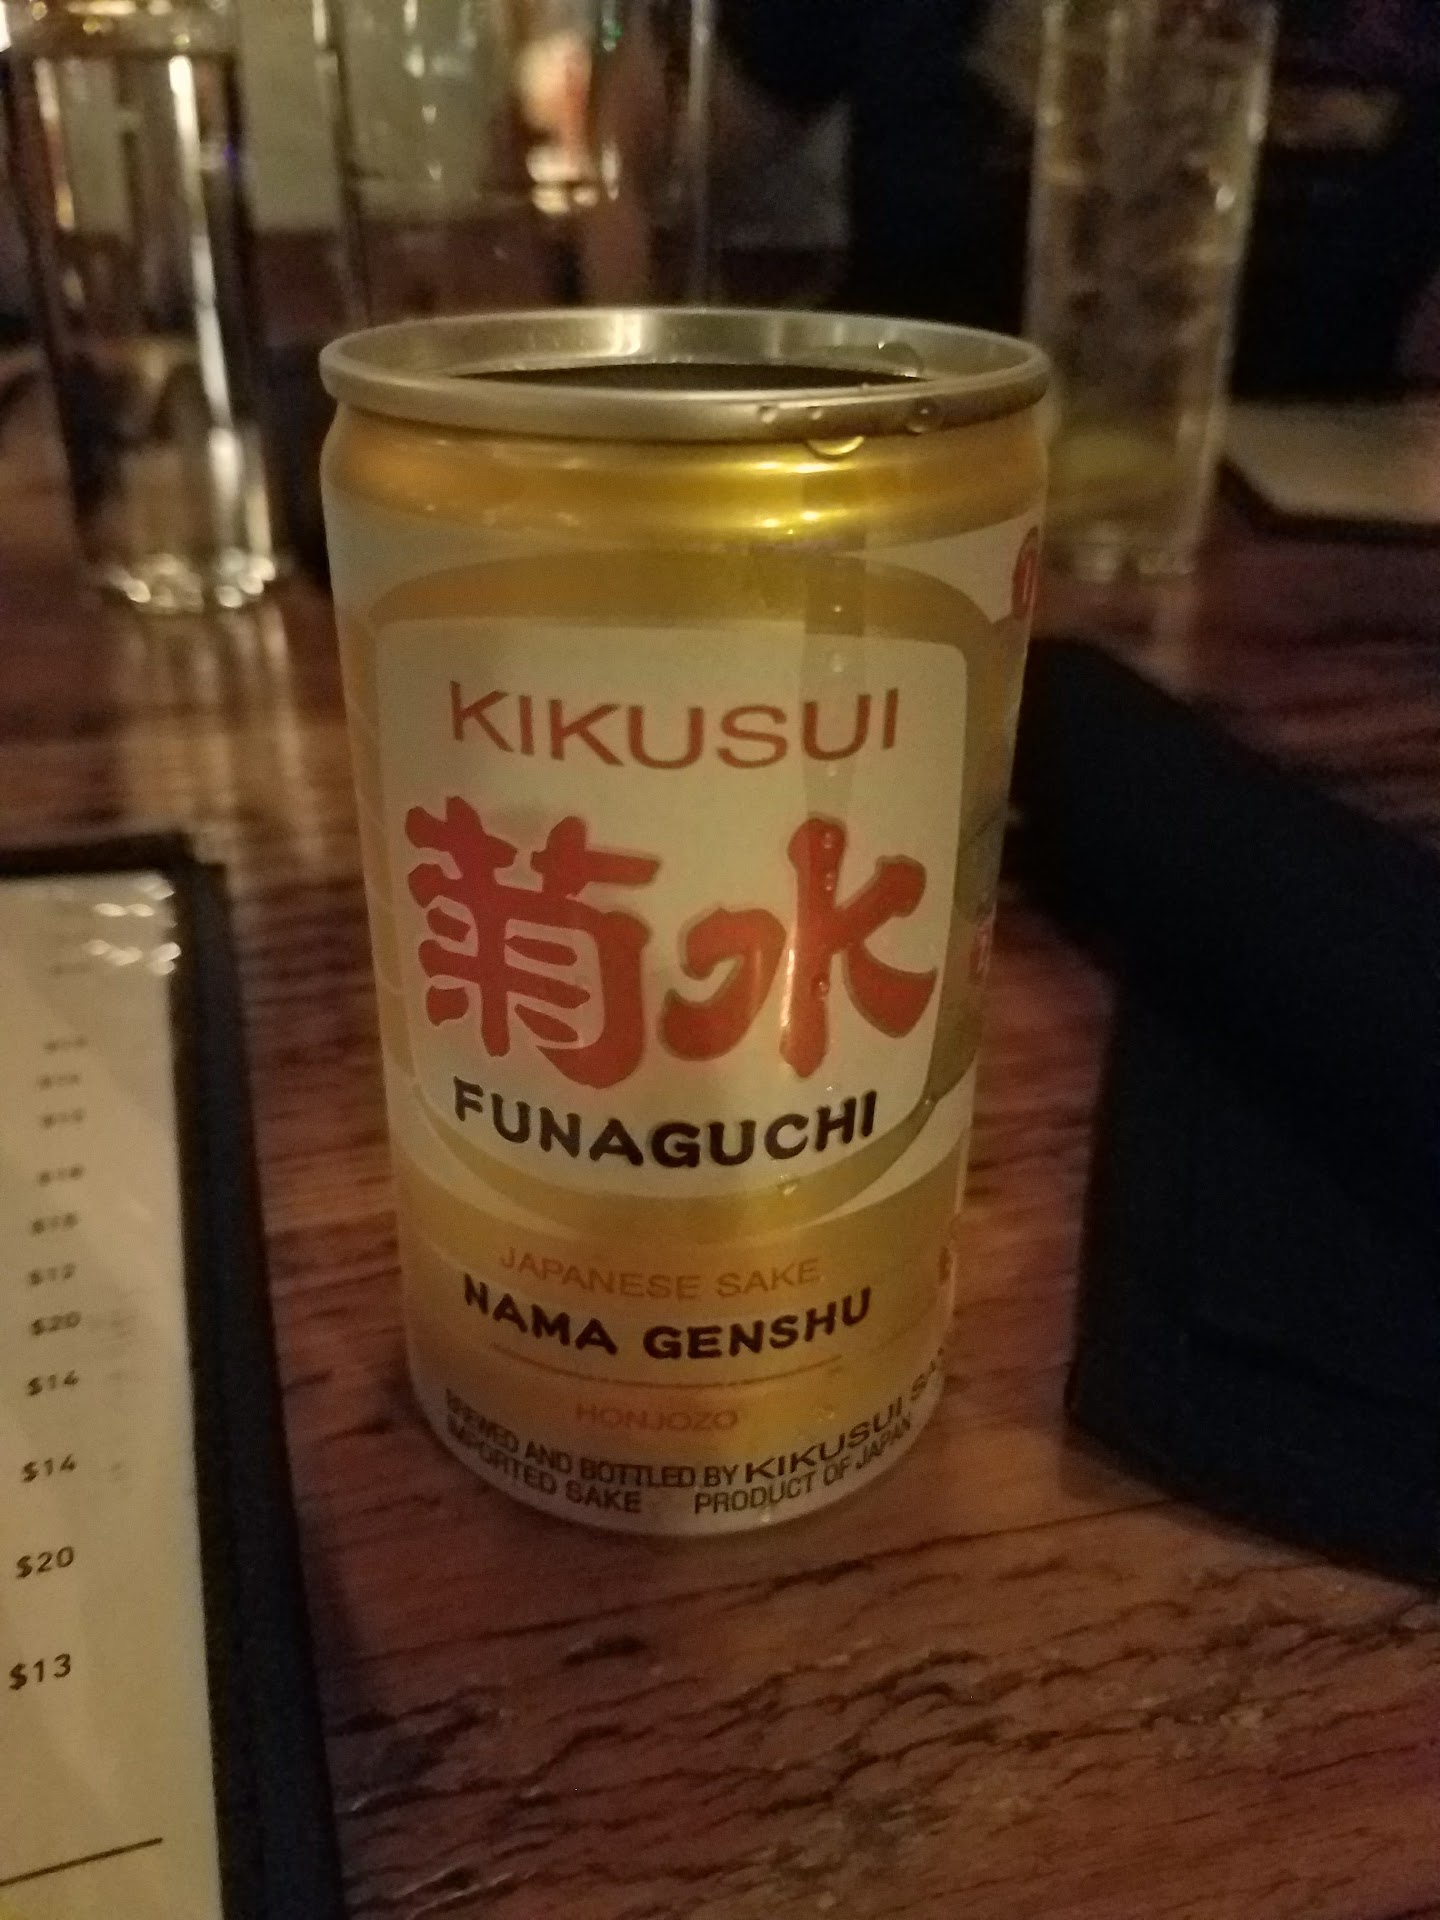 KIKUSUI
菊水
FUNAGUCHI
JAPANESE SAKE
NAMA GENSHU
HONJOZO
BREWED AND BOTTLED BY KIKUSUI
IMPORTED SAKE PRODUCT OF JAPAN
$12
$20
$14
$14
$20
$13